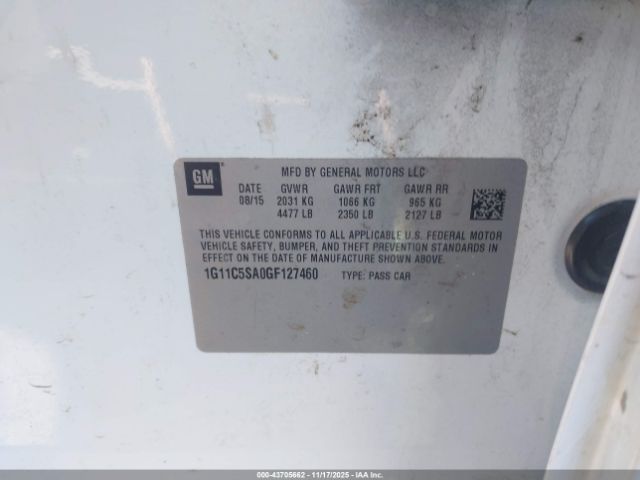 GM
MFD BY GENERAL MOTORS LLC
DATE GVWR GAWR FRT GAWR RR
08/15 2031 KG 1066 KG 965 KG
4477 LB 2350 LB 2127 LB
THIS VEHICLE CONFORMS TO ALL APPLICABLE U.S. FEDERAL MOTOR
VEHICLE SAFETY, BUMPER, AND THEFT PREVENTION STANDARDS IN
EFFECT ON THE DATE OF MANUFACTURE SHOWN ABOVE.
1G11C5SA0GF127460 TYPE: PASS CAR
000-43705662 - 11/17/2025 - IAA Corp.